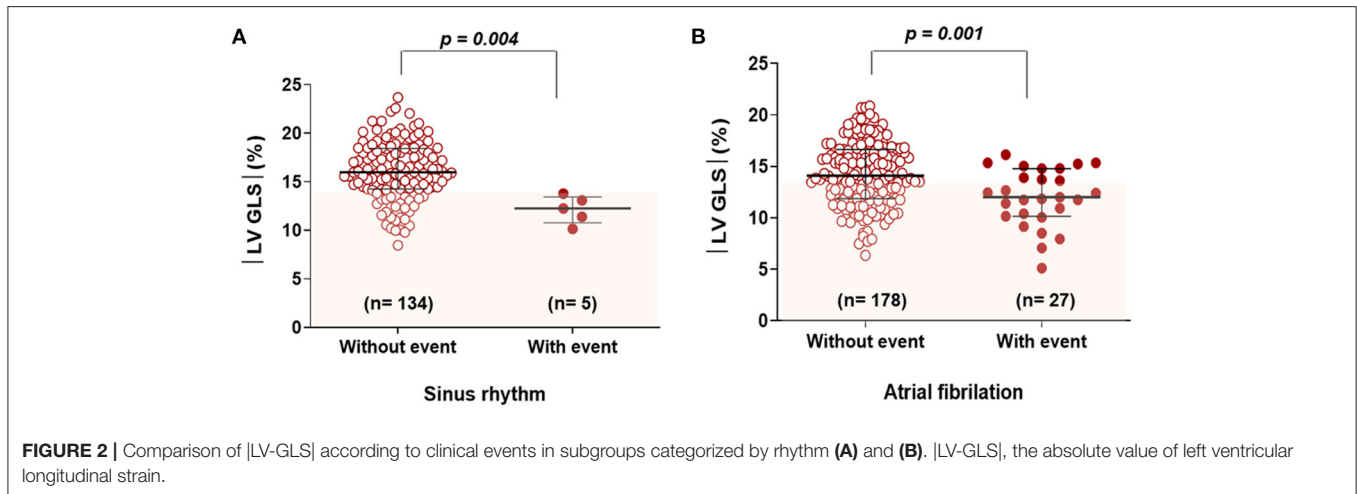 A
p = 0.004
25
20
15
10
5
0
|LV GLS| (%)
(n= 134)
(n= 5)
Without event
With event
Sinus rhythm
B
p = 0.001
25
20
15
10
5
0
|LV GLS| (%)
(n= 178)
(n= 27)
Without event
With event
Atrial fibrilation
FIGURE 2 | Comparison of |LV-GLS| according to clinical events in subgroups categorized by rhythm (A) and (B). |LV-GLS|, the absolute value of left ventricular
longitudinal strain.